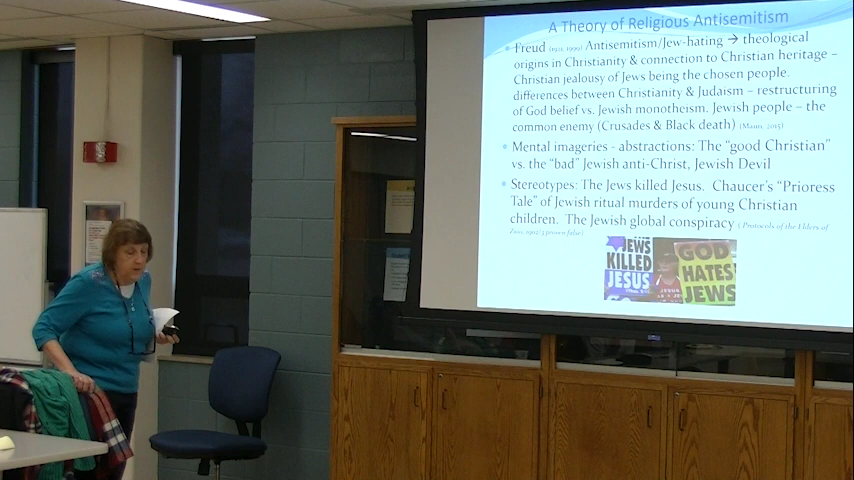 A Theory of Religious Antisemitism
Freud Antisemitism/Jew-hating → theological
origins in Christianity & connection to Christian heritage –
Christian jealousy of Jews being the chosen people.
differences between Christianity & Judaism – restructuring
of God belief vs. Jewish monotheism. Jewish people – the
common enemy (Crusades & Black death)
Mental imageries - abstractions: The “good Christian”
vs. the “bad” Jewish anti-Christ, Jewish Devil
Stereotypes: The Jews killed Jesus. Chaucer’s “Prioress
Tale” of Jewish ritual murders of young Christian
children. The Jewish global conspiracy ( Protocols of the Elders of
JEWS
KILLED
JESUS
GOD
HATES
JEWS